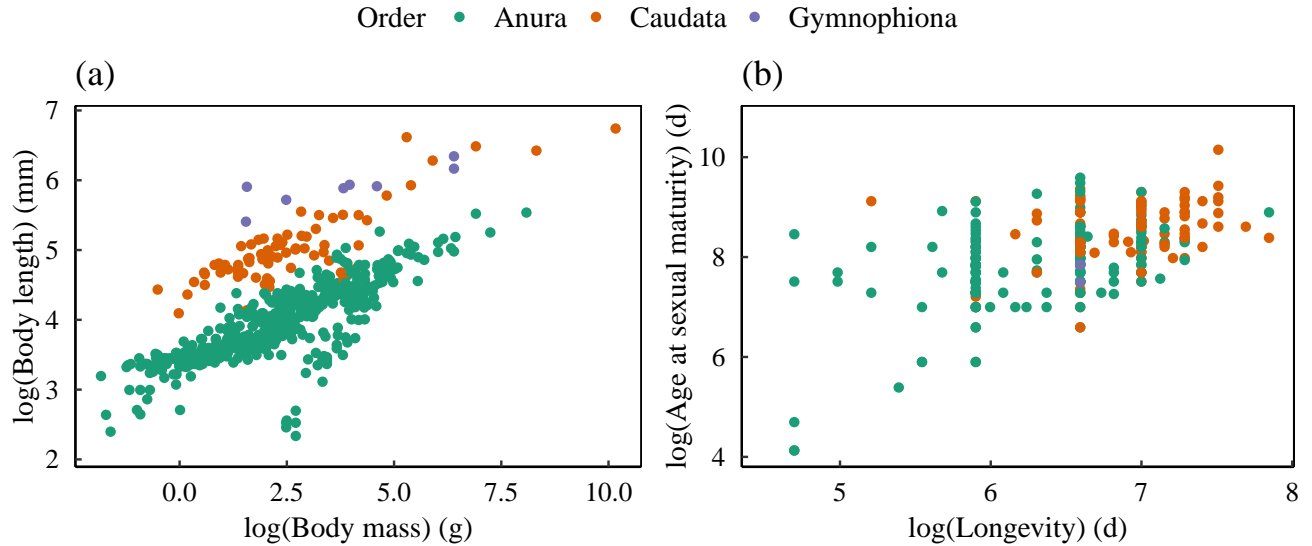 Order Anura Caudata Gymnophiona
(a)
log(Body length) (mm)
7
6
5
4
3
2
0.0 2.5 5.0 7.5 10.0
log(Body mass) (g)
(b)
log(Age at sexual maturity) (d)
10
8
6
4
5 6 7 8
log(Longevity) (d)